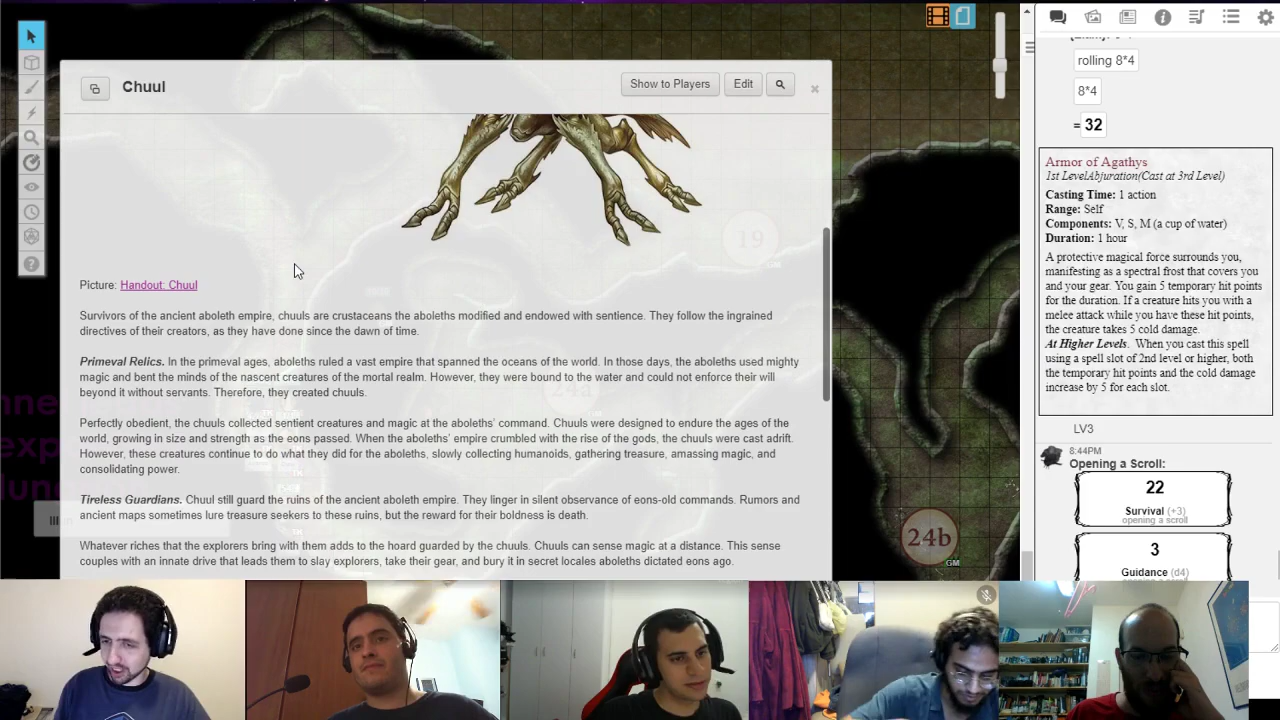 Chuul
Show to Players
Edit
19
GM
Picture: Handout: Chuul
Survivors of the ancient aboleth empire, chuuls are crustaceans the aboleths modified and endowed with sentience. They follow the ingrained
directives of their creators, as they have done since the dawn of time.
Primeval Relics. In the primeval ages, aboleths ruled a vast empire that spanned the oceans of the world. In those days, the aboleths used mighty
magic and bent the minds of the nascent creatures of the mortal realm. However, they were bound to the water and could not enforce their will
beyond it without servants. Therefore, they created chuuls.
Perfectly obedient, the chuuls collected sentient creatures and magic at the aboleths' command. Chuuls were designed to endure the ages of the
world, growing in size and strength as the eons passed. When the aboleths' empire crumbled with the rise of the gods, the chuuls were cast adrift.
However, these creatures continue to do what they did for the aboleths, slowly collecting humanoids, gathering treasure, amassing magic, and
consolidating power.
Tireless Guardians. Chuul still guard the ruins of the ancient aboleth empire. They linger in silent observance of eons-old commands. Rumors and
ancient maps sometimes lure treasure seekers to these ruins, but the reward for their boldness is death.
Whatever riches that the explorers bring with them adds to the hoard guarded by the chuuls. Chuuls can sense magic at a distance. This sense
couples with an innate drive that leads them to slay explorers, take their gear, and bury it in secret locales aboleths dictated eons ago.
24b
GM
rolling 8*4
8*4
=32
Armor of Agathys
1st LevelAbjuration(Cast at 3rd Level)
Casting Time: 1 action
Range: Self
Components: V, S, M (a cup of water)
Duration: 1 hour
A protective magical force surrounds you,
manifesting as a spectral frost that covers you
and your gear. You gain 5 temporary hit points
for the duration. If a creature hits you with a
melee attack while you have these hit points,
the creature takes 5 cold damage.
At Higher Levels. When you cast this spell
using a spell slot of 2nd level or higher, both
the temporary hit points and the cold damage
increase by 5 for each slot.
LV3
8:44PM
Opening a Scroll:
22
Survival (+3)
opening a scroll
3
Guidance (d4)